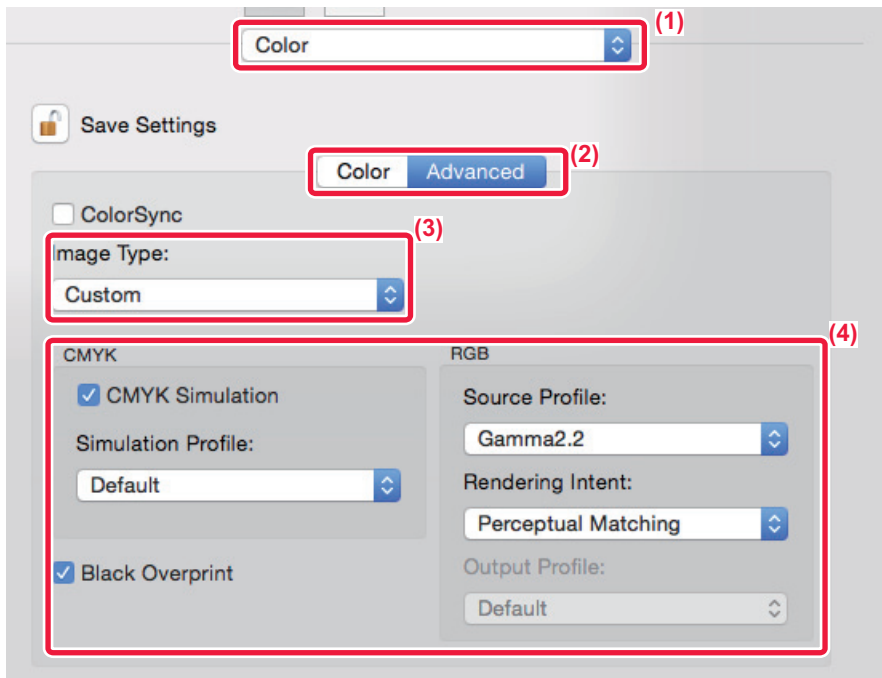 (1)
Color
Save Settings
(2)
Color Advanced
ColorSync
(3)
Image Type:
Custom
(4)
CMYK
CMYK Simulation
Simulation Profile:
Default
Black Overprint
RGB
Source Profile:
Gamma2.2
Rendering Intent:
Perceptual Matching
Output Profile:
Default